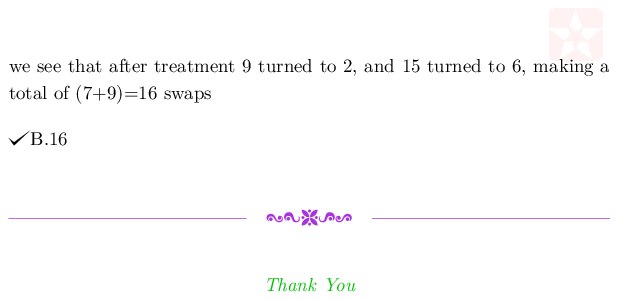 we see that after treatment 9 turned to 2, and 15 turned to 6, making a
total of (7+9)=16 swaps
✓B.16
Thank You